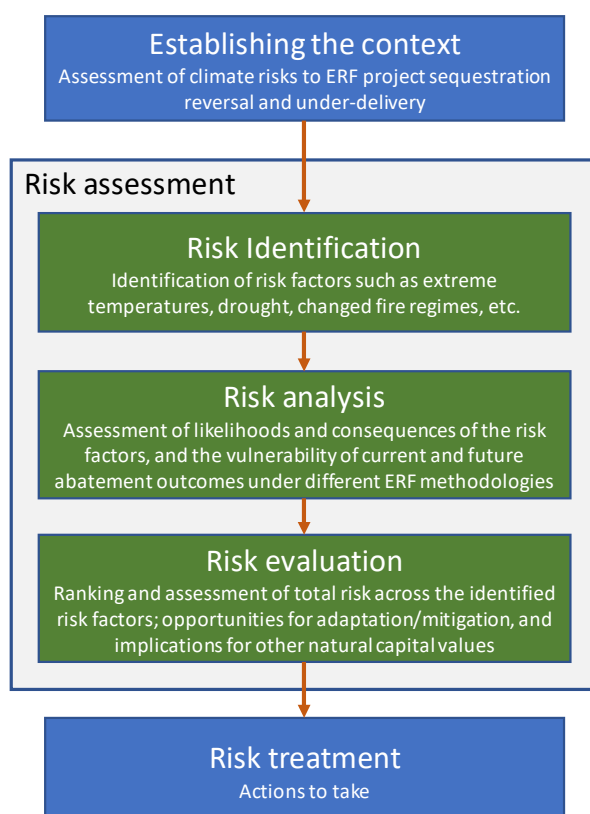 Establishing the context
Assessment of climate risks to ERF project sequestration
reversal and under-delivery
Risk assessment
Risk Identification
Identification of risk factors such as extreme
temperatures, drought, changed fire regimes, etc.
Risk analysis
Assessment of likelihoods and consequences of the risk
factors, and the vulnerability of current and future
abatement outcomes under different ERF methodologies
Risk evaluation
Ranking and assessment of total risk across the identified
risk factors; opportunities for adaptation/mitigation, and
implications for other natural capital values
Risk treatment
Actions to take